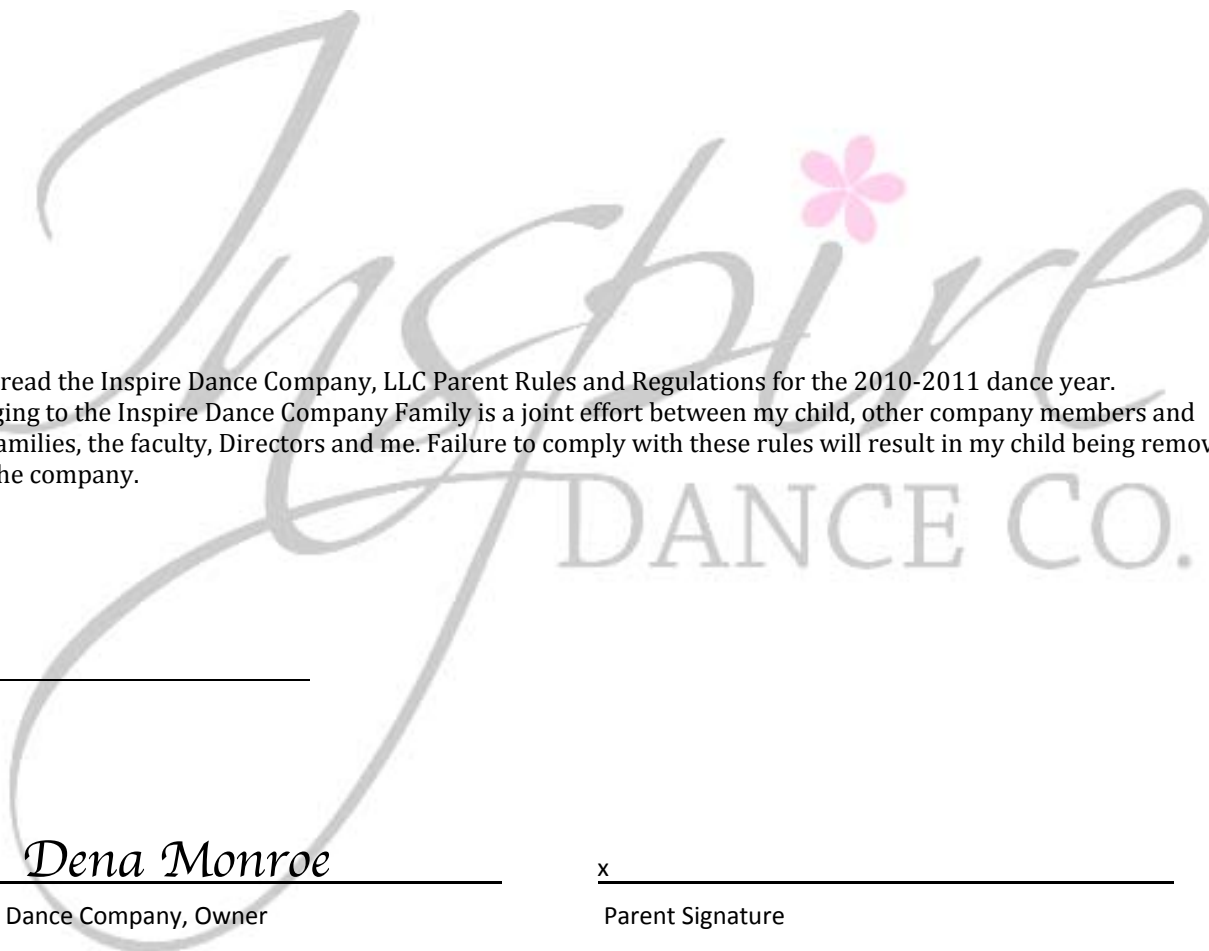 Inspire
read the Inspire Dance Company, LLC Parent Rules and Regulations for the 2010-2011 dance year.
ging to the Inspire Dance Company Family is a joint effort between my child, other company members and
amilies, the faculty, Directors and me. Failure to comply with these rules will result in my child being remov
he company.
DANCE CO.
Dena Monroe
x
Dance Company, Owner
Parent Signature